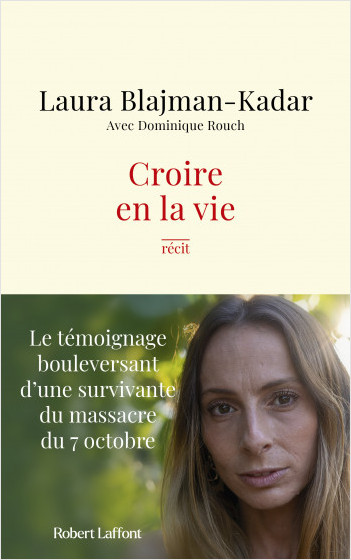 Laura Blajman-Kadar
Avec Dominique Rouch
Croire
en la vie
récit
Le témoignage
bouleversant
d’une survivante
du massacre
du 7 octobre
Robert Laffont